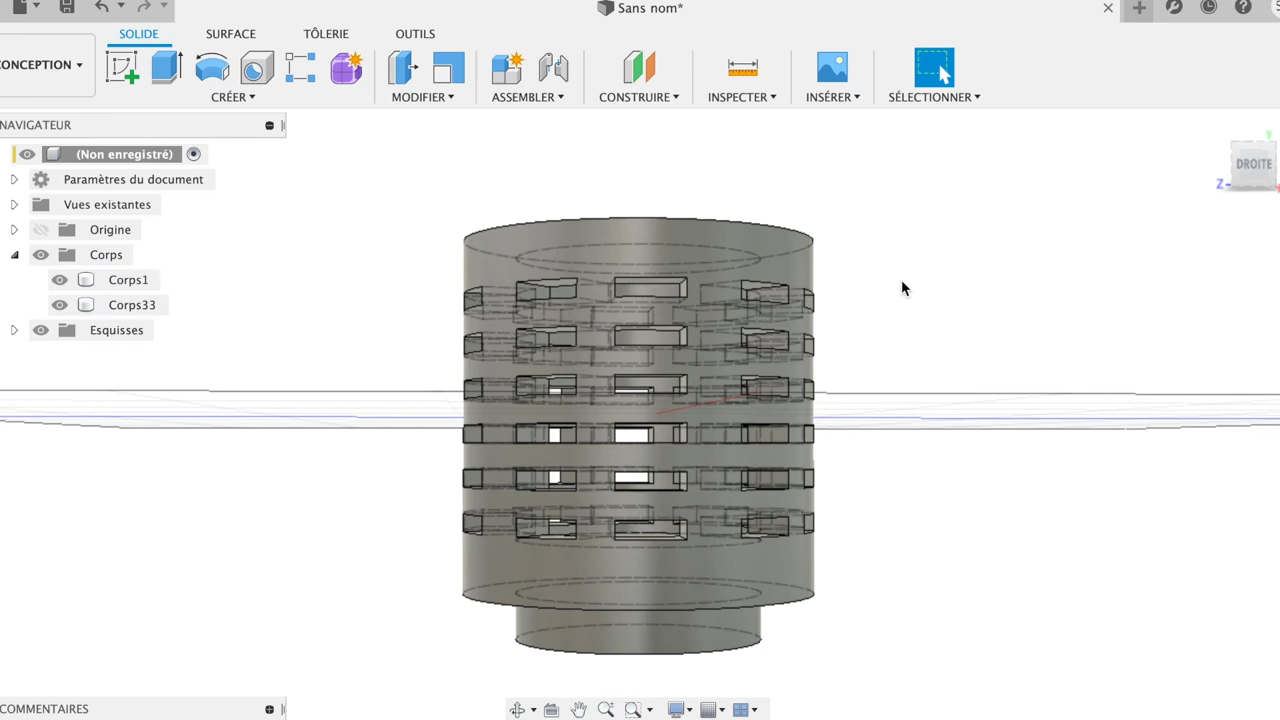 Sans nom*
SOLIDE SURFACE TÔLERIE OUTILS
CONCEPTION
CRÉER MODIFIER ASSEMBLER CONSTRUIRE INSPECTER INSÉRER SÉLECTIONNER
NAVIGATEUR
(Non enregistré)
Paramètres du document
Vues existantes
Origine
Corps
Corps1
Corps33
Esquisses
Y
DROITE
Z
COMMENTAIRES